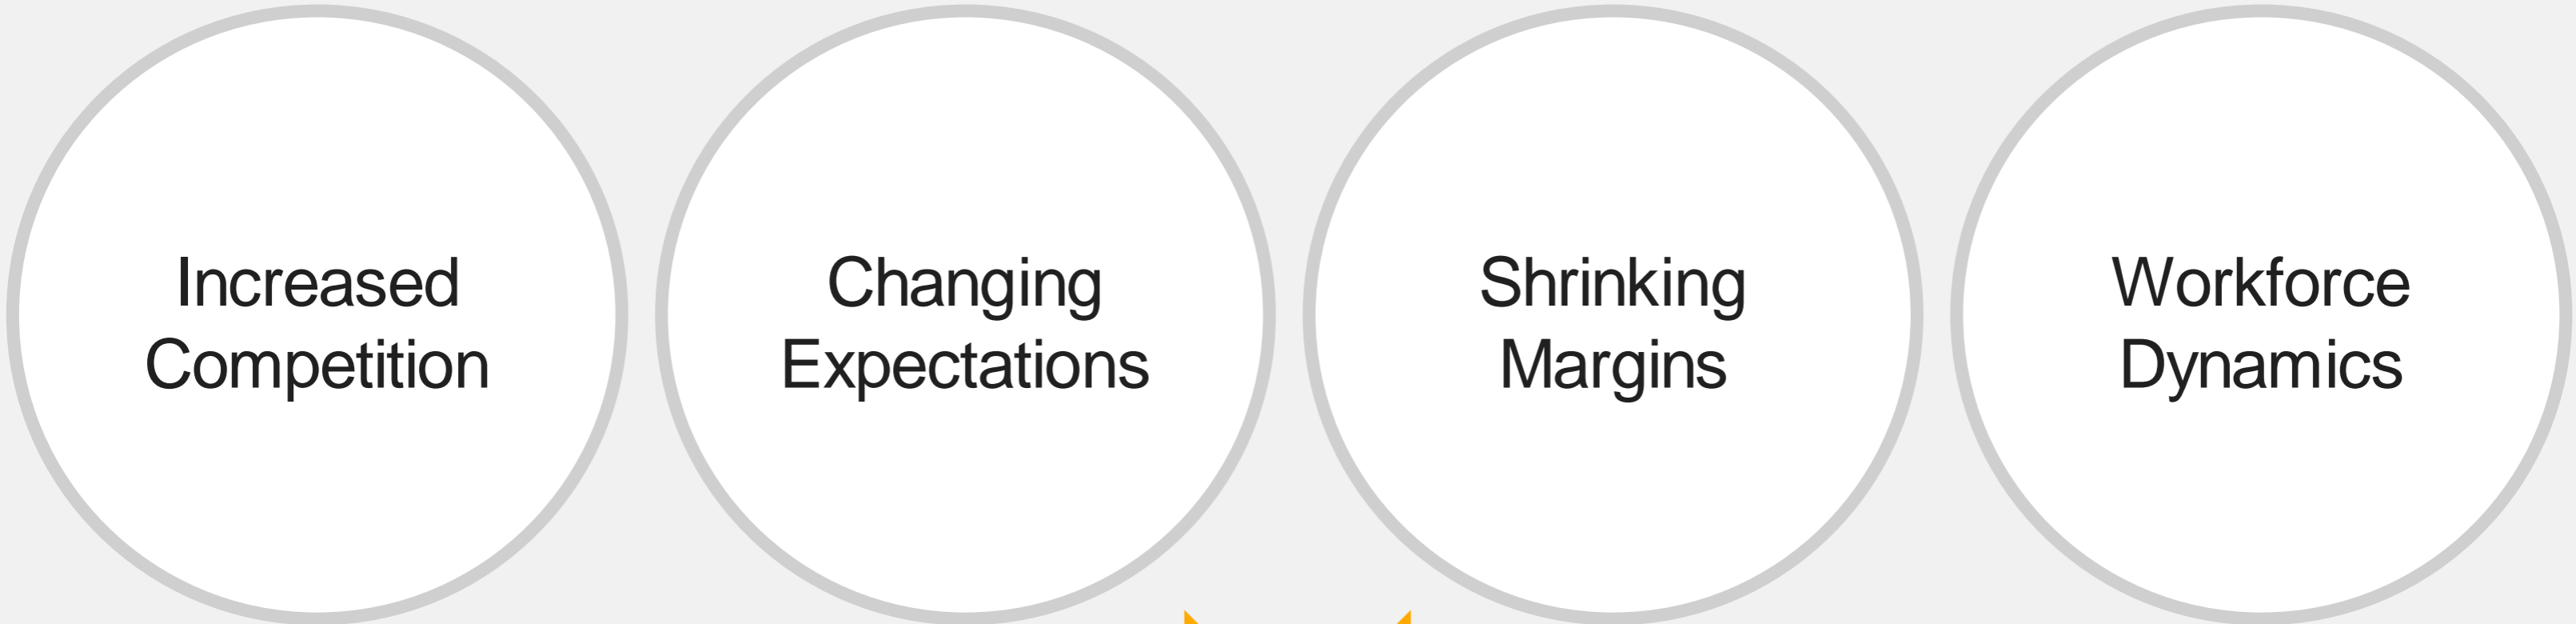 Increased
Competition
Changing
Expectations
Shrinking
Margins
Workforce
Dynamics